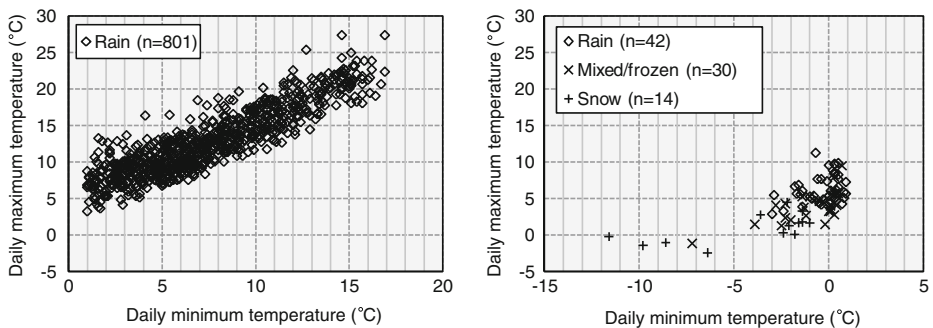 Daily maximum temperature (°C)
30
25
20
15
10
5
0
-5
Rain (n=801)
0 5 10 15 20
Daily minimum temperature (°C)
Daily maximum temperature (°C)
30
25
20
15
10
5
0
-5
Rain (n=42)
Mixed/frozen (n=30)
Snow (n=14)
-15 -10 -5 0 5
Daily minimum temperature (°C)